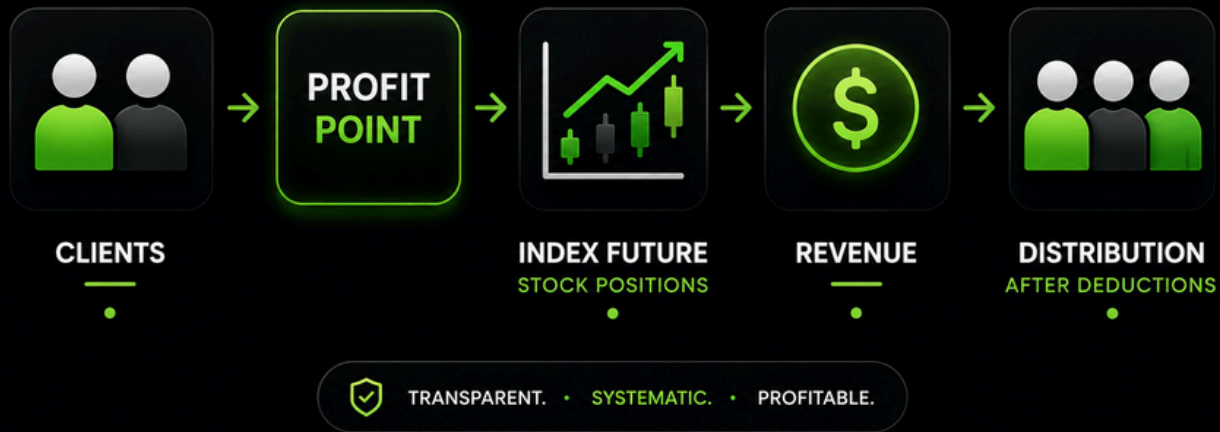 PROFIT
POINT
$
CLIENTS
INDEX FUTURE
STOCK POSITIONS
REVENUE
DISTRIBUTION
AFTER DEDUCTIONS
TRANSPARENT. • SYSTEMATIC. • PROFITABLE.